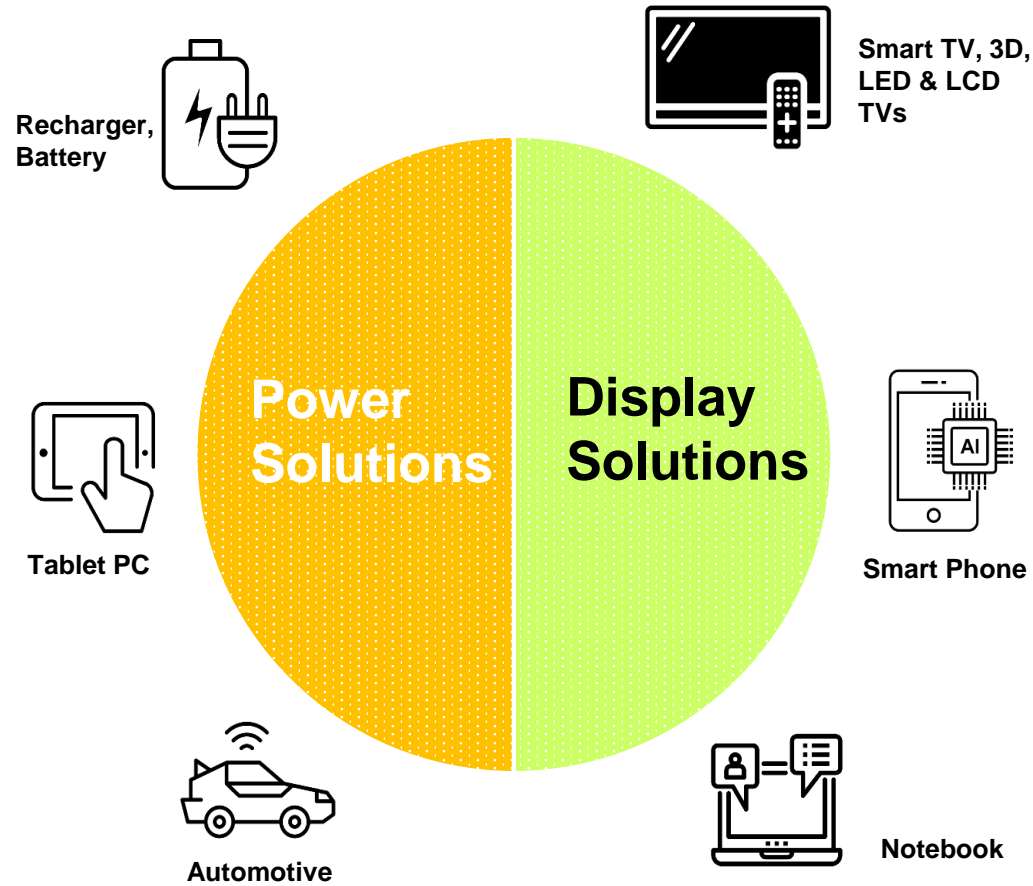 Smart TV, 3D,
LED & LCD
TVs
Recharger,
Battery
Power
Solutions
Display
Solutions
AI
Tablet PC
Smart Phone
Automotive
Notebook